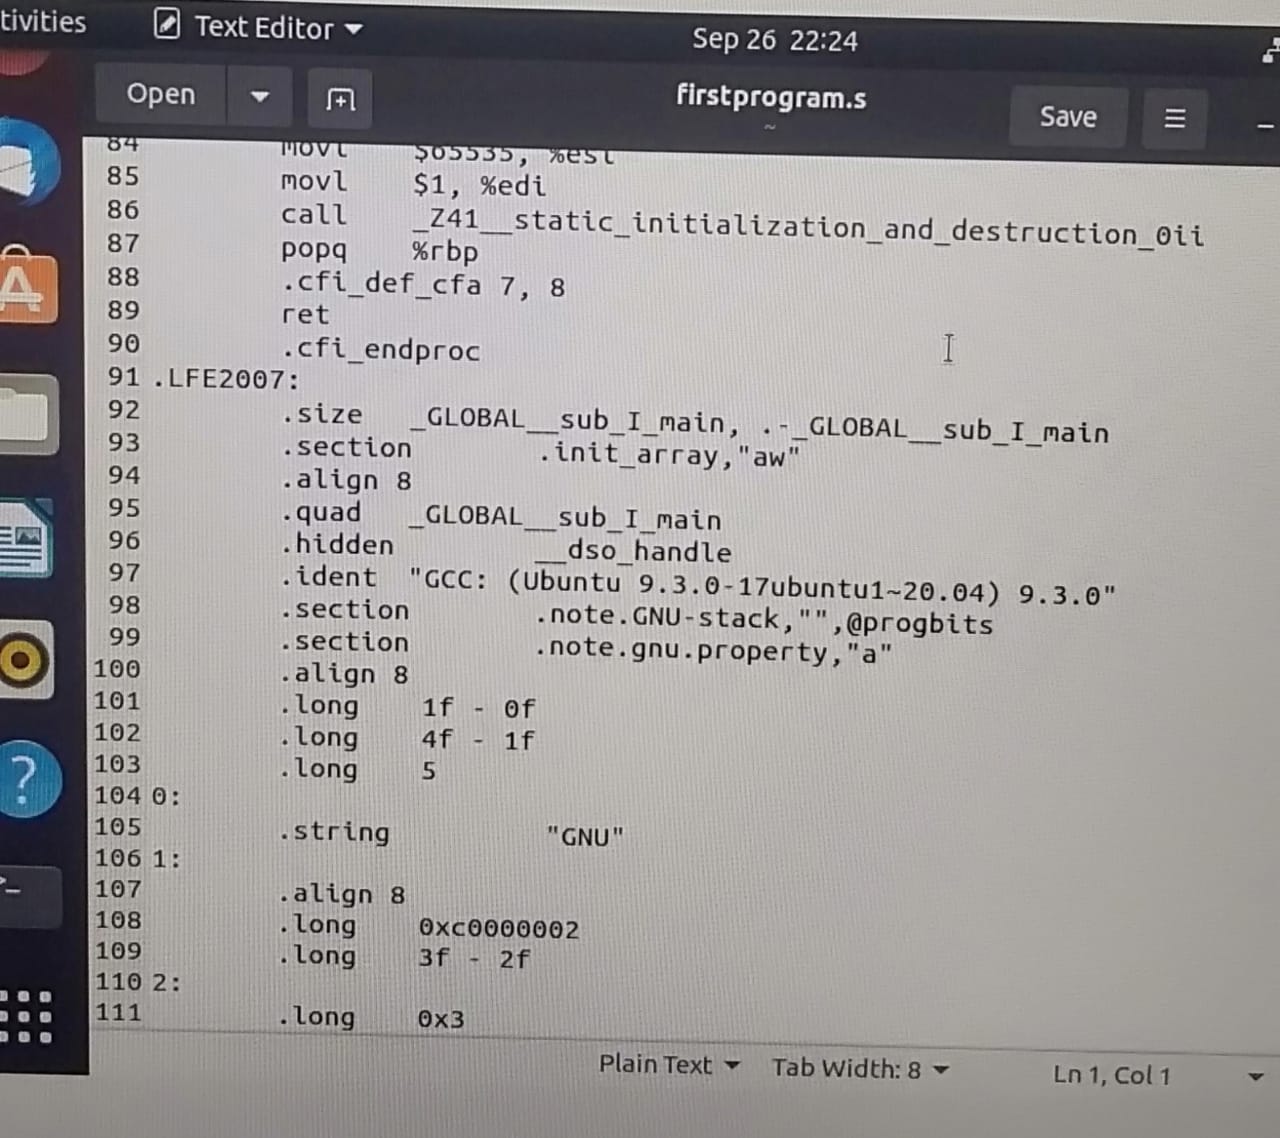 tivities Text Editor Sep 26 22:24
Open firstprogram.s Save
~
84 movl $65535, %esi
85 movl $1, %edi
86 call _Z41__static_initialization_and_destruction_0ii
87 popq %rbp
88 .cfi_def_cfa 7, 8
89 ret
90 .cfi_endproc
91 .LFE2007:
92 .size _GLOBAL__sub_I_main, .-_GLOBAL__sub_I_main
93 .section .init_array,"aw"
94 .align 8
95 .quad _GLOBAL__sub_I_main
96 .hidden __dso_handle
97 .ident "GCC: (Ubuntu 9.3.0-17ubuntu1~20.04) 9.3.0"
98 .section .note.GNU-stack,"",@progbits
99 .section .note.gnu.property,"a"
100 .align 8
101 .long 1f - 0f
102 .long 4f - 1f
103 .long 5
104 0:
105 .string "GNU"
106 1:
107 .align 8
108 .long 0xc0000002
109 .long 3f - 2f
110 2:
111 .long 0x3
Plain Text Tab Width: 8 Ln 1, Col 1